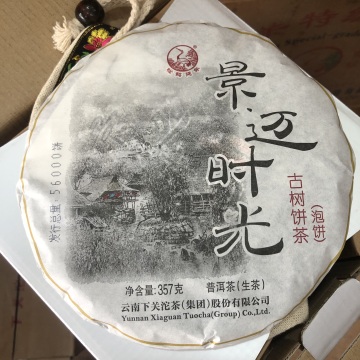 景迈时光
古树饼茶
(泡饼)
发行总量:56000饼
净含量:357克 普洱茶(生茶)
云南下关沱茶(集团)股份有限公司
Yunnan Xiaguan Tuocha(Group) Co., Ltd.